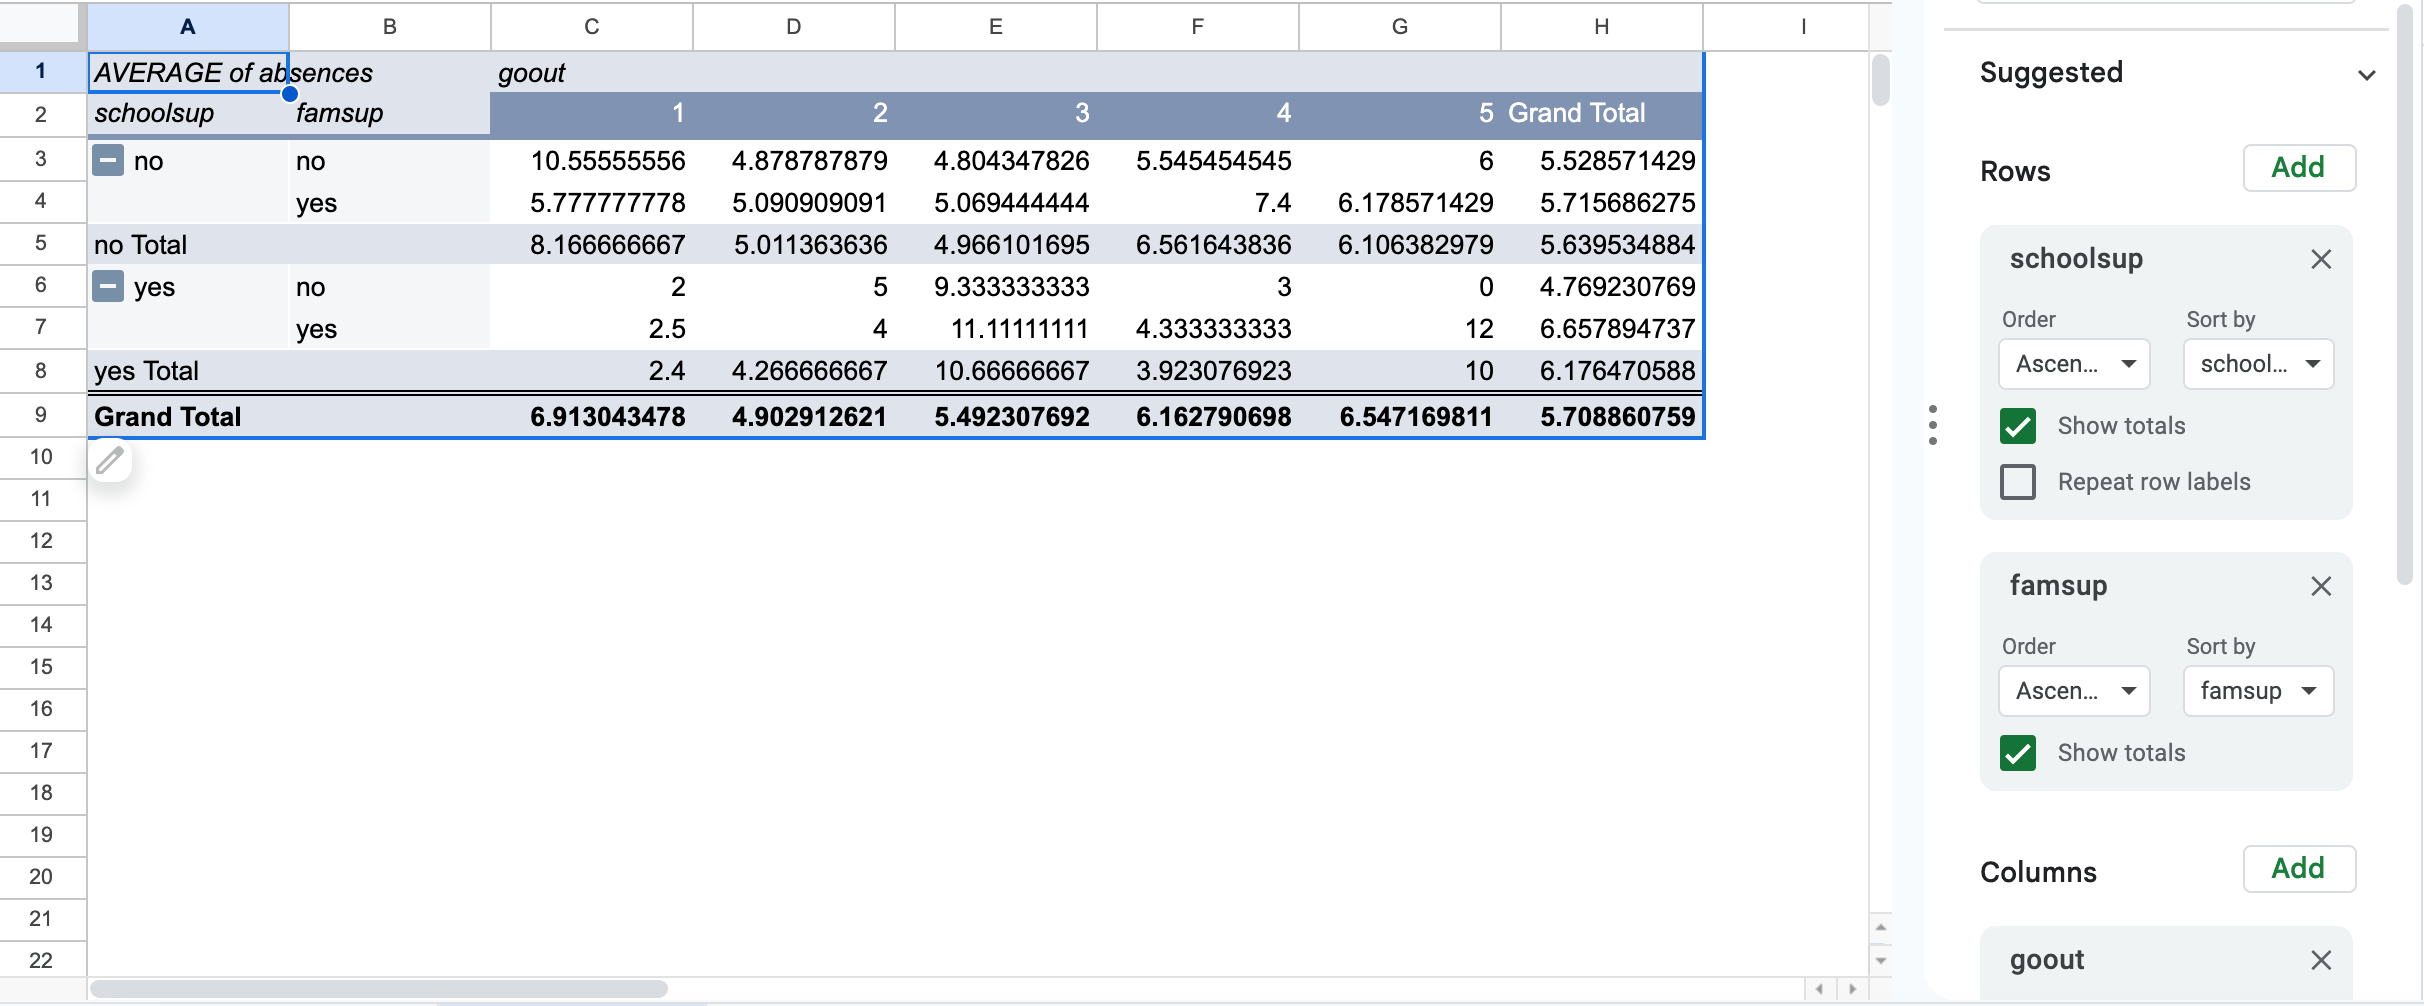 A B C D E F G H I
1 AVERAGE of absences goout
2 schoolsup famsup 1 2 3 4 5 Grand Total
3 no no 10.55555556 4.878787879 4.804347826 5.545454545 6 5.528571429
4 yes 5.777777778 5.090909091 5.069444444 7.4 6.178571429 5.715686275
5 no Total 8.166666667 5.011363636 4.966101695 6.561643836 6.106382979 5.639534884
6 yes no 2 5 9.333333333 3 0 4.769230769
7 yes 2.5 4 11.11111111 4.333333333 12 6.657894737
8 yes Total 2.4 4.266666667 10.66666667 3.923076923 10 6.176470588
9 Grand Total 6.913043478 4.902912621 5.492307692 6.162790698 6.547169811 5.708860759
10
11
12
13
14
15
16
17
18
19
20
21
22
Suggested
Rows Add
schoolsup
Order Sort by
Ascen... school...
Show totals
Repeat row labels
famsup
Order Sort by
Ascen... famsup
Show totals
Columns Add
goout